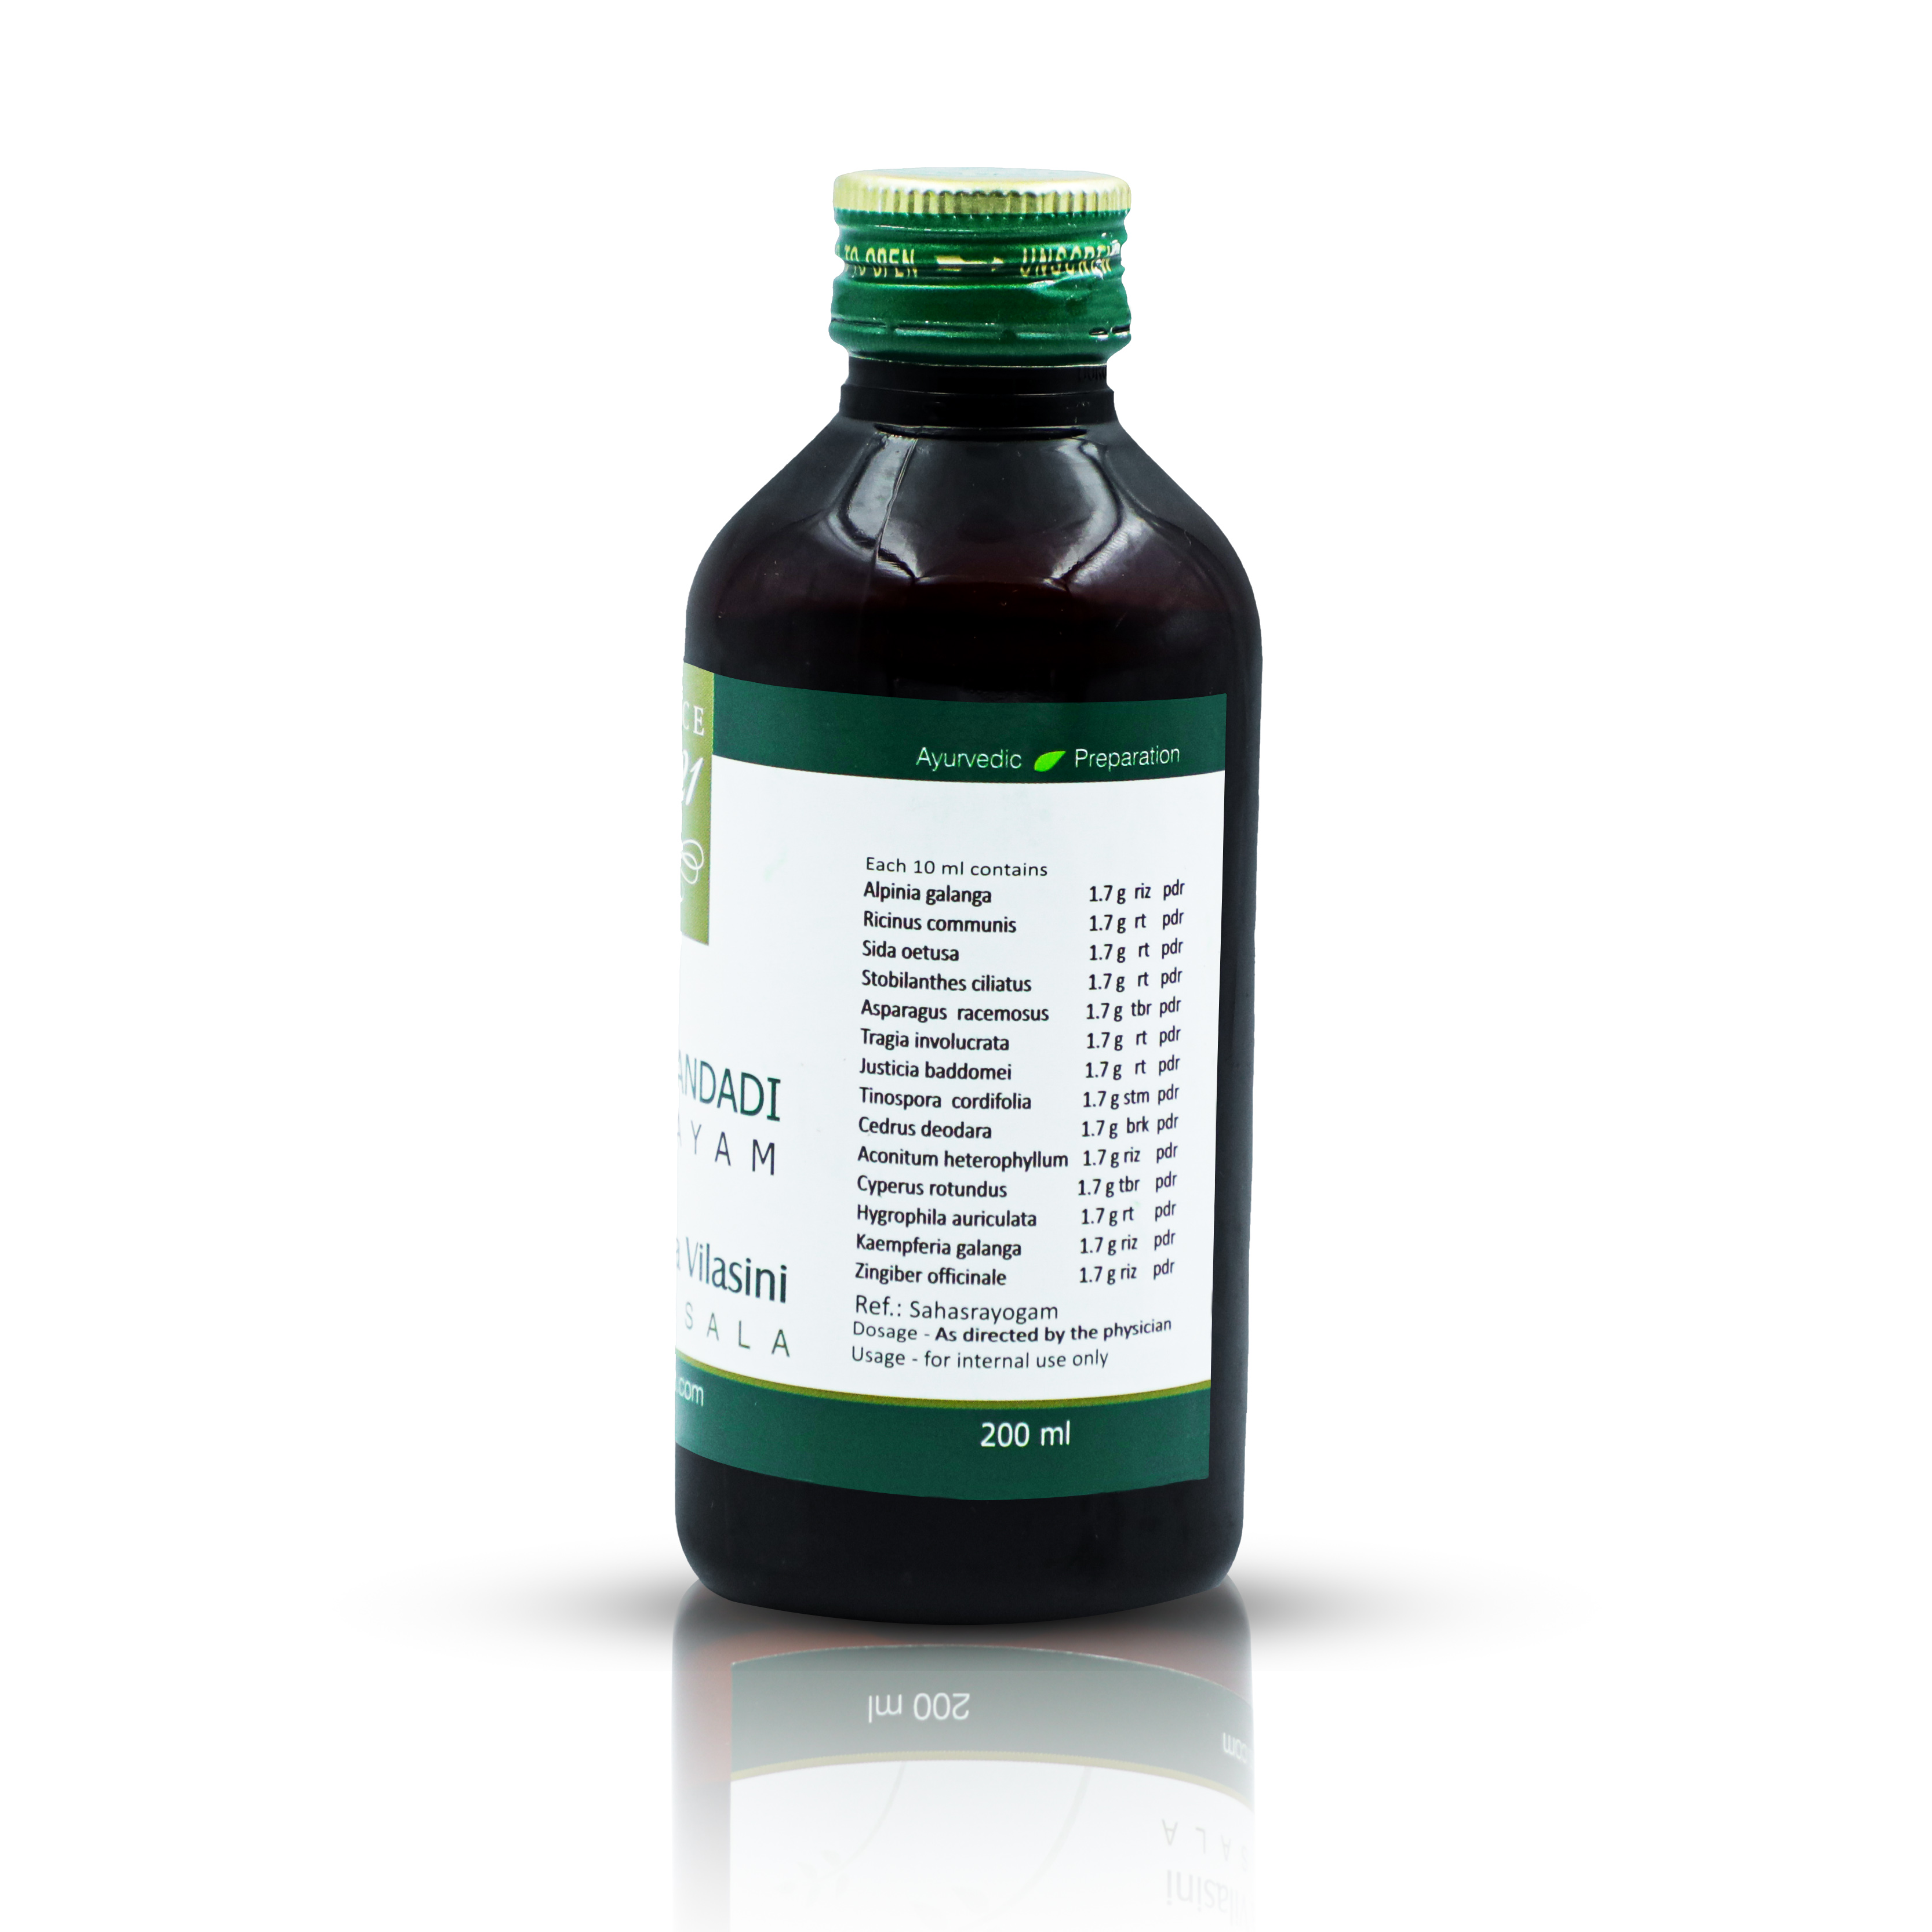 TO OPEN UNSCREW
CE
21
Ayurvedic Preparation
Each 10 ml contains
Alpinia galanga 1.7 g riz pdr
Ricinus communis 1.7 g rt pdr
Sida oetusa 1.7 g rt pdr
Stobilanthes ciliatus 1.7 g rt pdr
Asparagus racemosus 1.7 g tbr pdr
Tragia involucrata 1.7 g rt pdr
Justicia baddomei 1.7 g rt pdr
Tinospora cordifolia 1.7 g stm pdr
Cedrus deodara 1.7 g brk pdr
Aconitum heterophyllum 1.7 g riz pdr
Cyperus rotundus 1.7 g tbr pdr
Hygrophila auriculata 1.7 g rt pdr
Kaempferia galanga 1.7 g riz pdr
Zingiber officinale 1.7 g riz pdr
Ref.: Sahasrayogam
Dosage - As directed by the physician
Usage - for internal use only
200 ml
ANDADI
AYAM
a Vilasini
SALA
.com